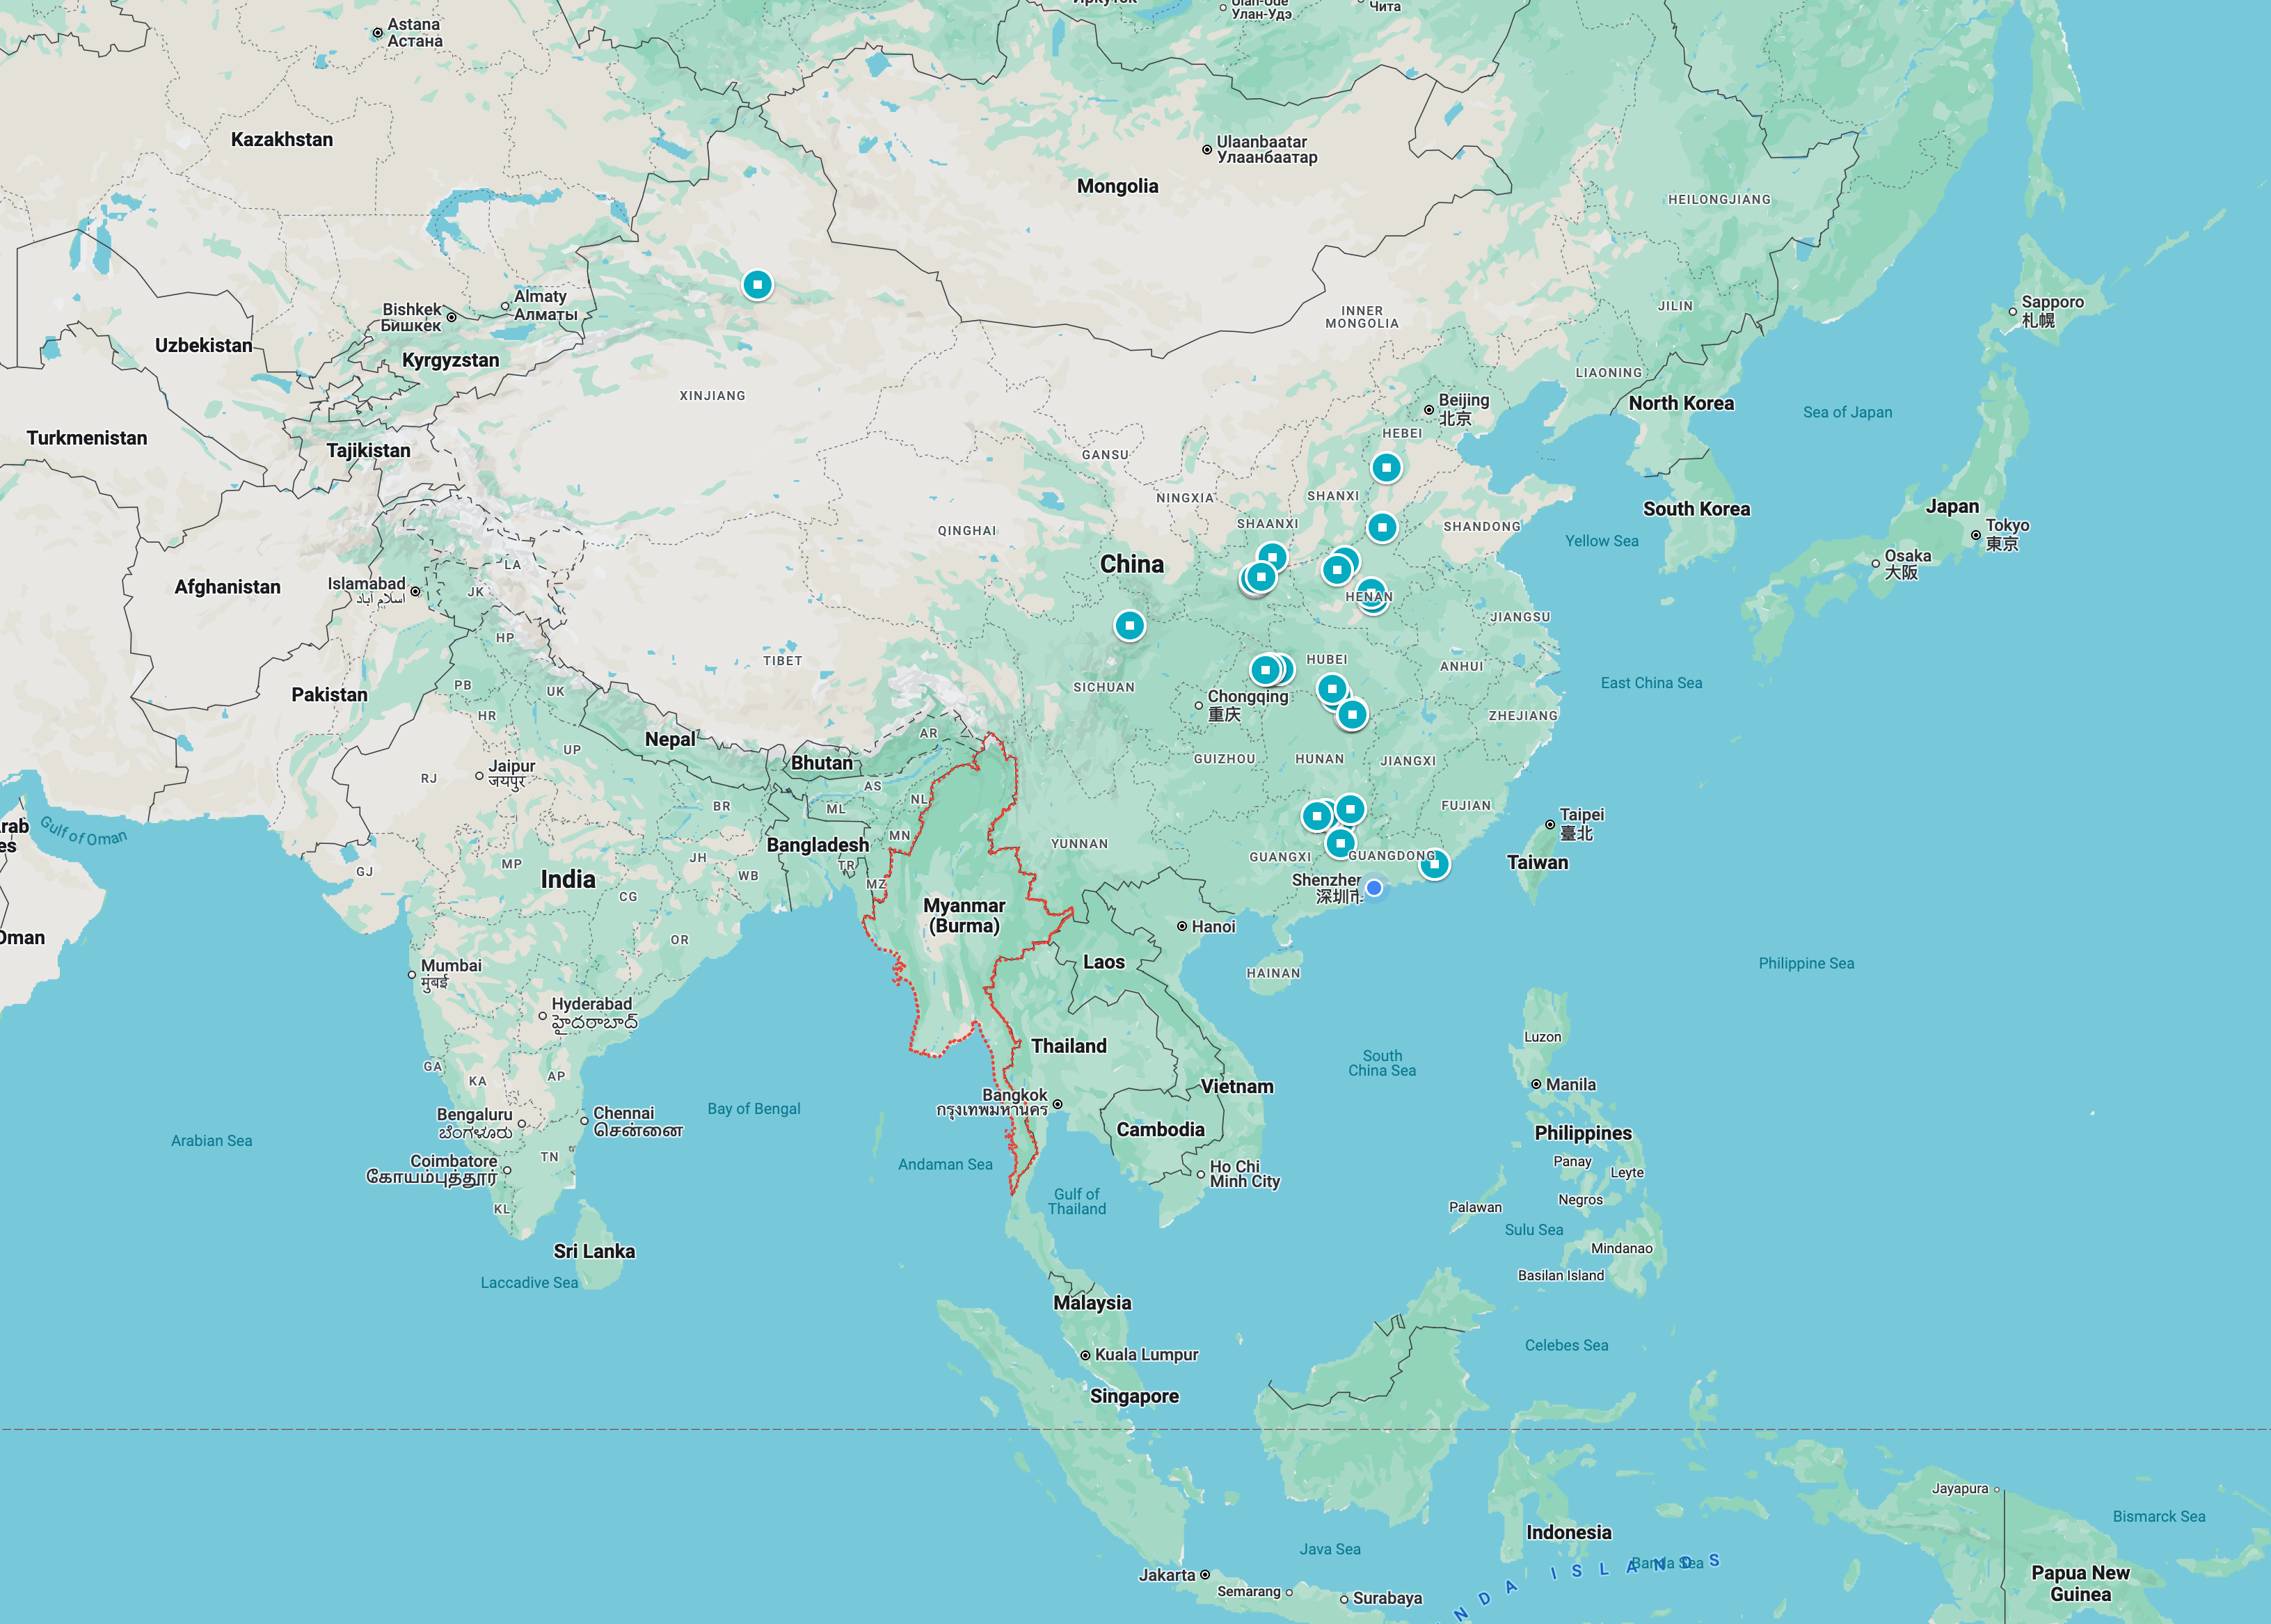 Astana
Астана
Улан-Удэ
Чита
Kazakhstan
Ulaanbaatar
Улаанбаатар
Mongolia
HEILONGJIANG
Almaty
Алматы
Bishkek
Бишкек
Uzbekistan
Kyrgyzstan
XINJIANG
INNER
MONGOLIA
JILIN
Sapporo
札幌
LIAONING
North Korea
Sea of Japan
Beijing
北京
HEBEI
Turkmenistan
Tajikistan
GANSU
NINGXIA
SHANXI
SHAANXI
SHANDONG
South Korea
Yellow Sea
Japan
Tokyo
東京
Osaka
大阪
QINGHAI
China
LA
JK
HP
Afghanistan
Islamabad
اسلام آباد
HENAN
JIANGSU
TIBET
SICHUAN
HUBEI
ANHUI
East China Sea
Chongqing
重庆
ZHEJIANG
Pakistan
PB
UK
HR
UP
Nepal
AR
Bhutan
GUIZHOU
HUNAN
JIANGXI
RJ
Jaipur
जयपुर
AS
NL
ML
BR
MN
FUJIAN
Taipei
臺北
Taiwan
Gulf of Oman
Bangladesh
TR
MZ
YUNNAN
GUANGXI
GUANGDONG
GJ
MP
JH
WB
India
CG
OR
Shenzhen
深圳市
Myanmar
(Burma)
Hanoi
Laos
HAINAN
Philippine Sea
Oman
Mumbai
मुंबई
Hyderabad
హైదరాబాద్
Thailand
Luzon
South
China Sea
Manila
GA
KA
AP
Vietnam
Bangkok
กรุงเทพมหานคร
Bay of Bengal
Bengaluru
ಬೆಂಗಳೂರು
Chennai
சென்னை
Cambodia
Philippines
Arabian Sea
Coimbatore
கோயம்புத்தூர்
TN
Andaman Sea
Ho Chi
Minh City
Panay
Leyte
Negros
Palawan
Gulf of
Thailand
KL
Sulu Sea
Mindanao
Sri Lanka
Laccadive Sea
Basilan Island
Malaysia
Celebes Sea
Kuala Lumpur
Singapore
Jayapura
Bismarck Sea
Indonesia
Java Sea
Banda Sea
ISLANDS
Jakarta
Semarang
Surabaya
Papua New
Guinea